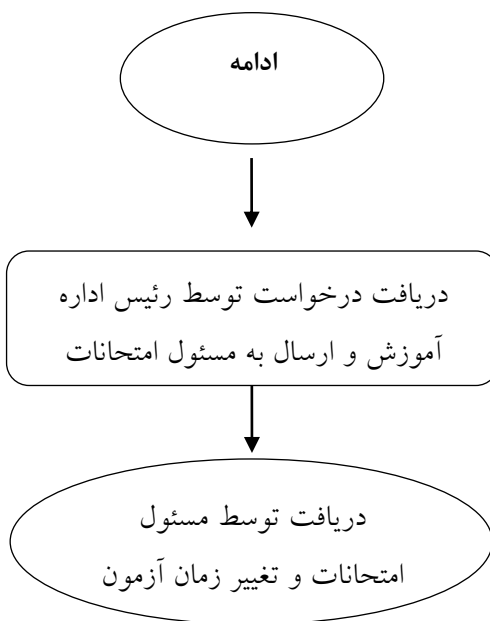 ادامه
دریافت درخواست توسط رئیس اداره
آموزش و ارسال به مسئول امتحانات
دریافت توسط مسئول
امتحانات و تغییر زمان آزمون